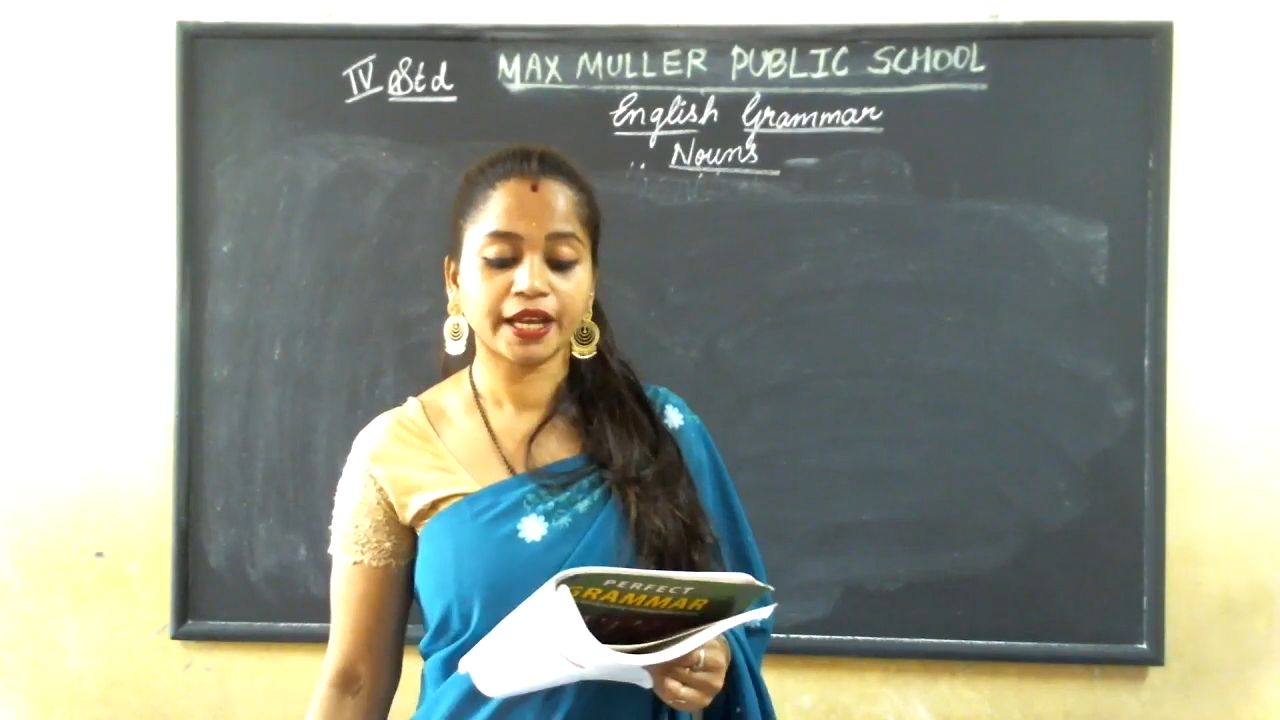 IV Std MAX MULLER PUBLIC SCHOOL
English Grammar
Nouns
PERFECT
GRAMMAR